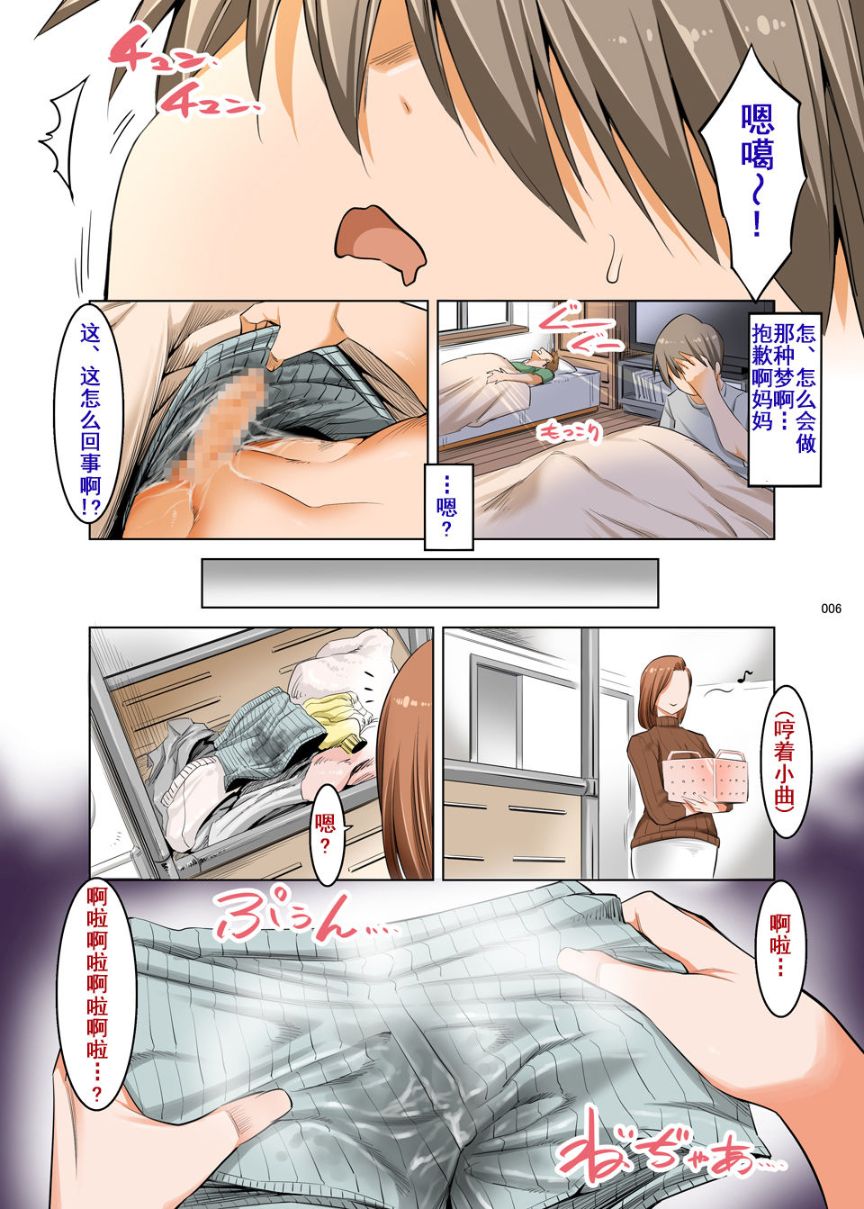 チュン、
チュン、
嗯噶～！
怎、怎么会做
那种梦啊…
抱歉啊妈妈
ぐごー
もっこり
…嗯？
这、这怎么回事啊!?
006
（哼着小曲）
嗯？
啊啦…
ぷぅん…
啊啦啊啦啊啦啊啦…？
ねぢゃあ…